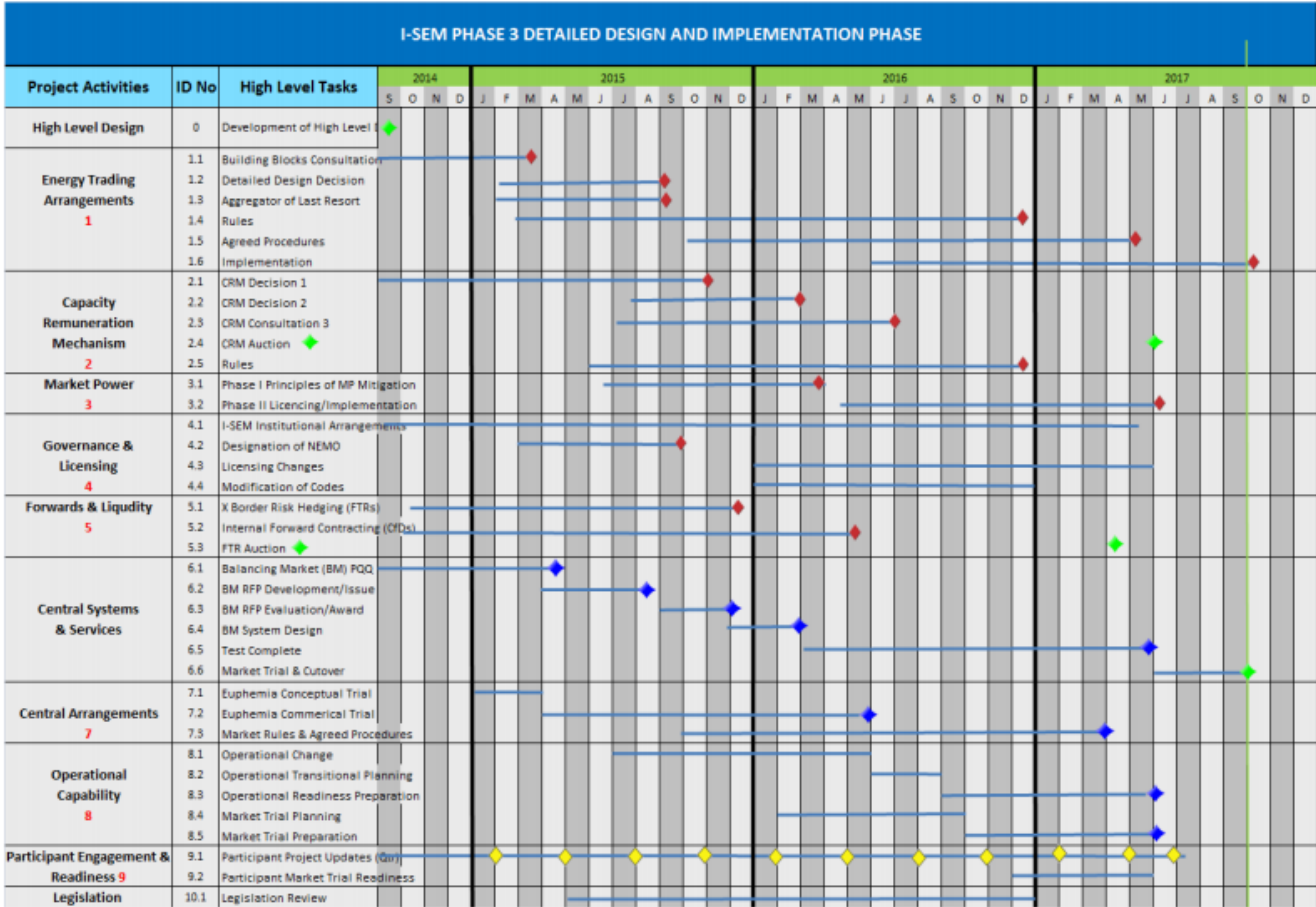 I-SEM PHASE 3 DETAILED DESIGN AND IMPLEMENTATION PHASE
Project Activities ID No High Level Tasks 2014 2015 2016 2017
S O N D J F M A M J J A S O N D J F M A M J J A S O N D J F M A M J J A S O N D
High Level Design 0 Development of High Level
Energy Trading Arrangements 1
1.1 Building Blocks Consultation
1.2 Detailed Design Decision
1.3 Aggregator of Last Resort
1.4 Rules
1.5 Agreed Procedures
1.6 Implementation
Capacity Remuneration Mechanism 2
2.1 CRM Decision 1
2.2 CRM Decision 2
2.3 CRM Consultation 3
2.4 CRM Auction
2.5 Rules
Market Power 3
3.1 Phase I Principles of MP Mitigation
3.2 Phase II Licencing/Implementation
Governance & Licensing 4
4.1 I-SEM Institutional Arrangements
4.2 Designation of NEMO
4.3 Licensing Changes
4.4 Modification of Codes
Forwards & Liqudity 5
5.1 X Border Risk Hedging (FTRs)
5.2 Internal Forward Contracting (CfDs)
5.3 FTR Auction
Central Systems & Services
6.1 Balancing Market (BM) PQQ
6.2 BM RFP Development/Issue
6.3 BM RFP Evaluation/Award
6.4 BM System Design
6.5 Test Complete
6.6 Market Trial & Cutover
Central Arrangements 7
7.1 Euphemia Conceptual Trial
7.2 Euphemia Commerical Trial
7.3 Market Rules & Agreed Procedures
Operational Capability 8
8.1 Operational Change
8.2 Operational Transitional Planning
8.3 Operational Readiness Preparation
8.4 Market Trial Planning
8.5 Market Trial Preparation
Participant Engagement & Readiness 9
9.1 Participant Project Updates (Qtr)
9.2 Participant Market Trial Readiness
Legislation 10.1 Legislation Review